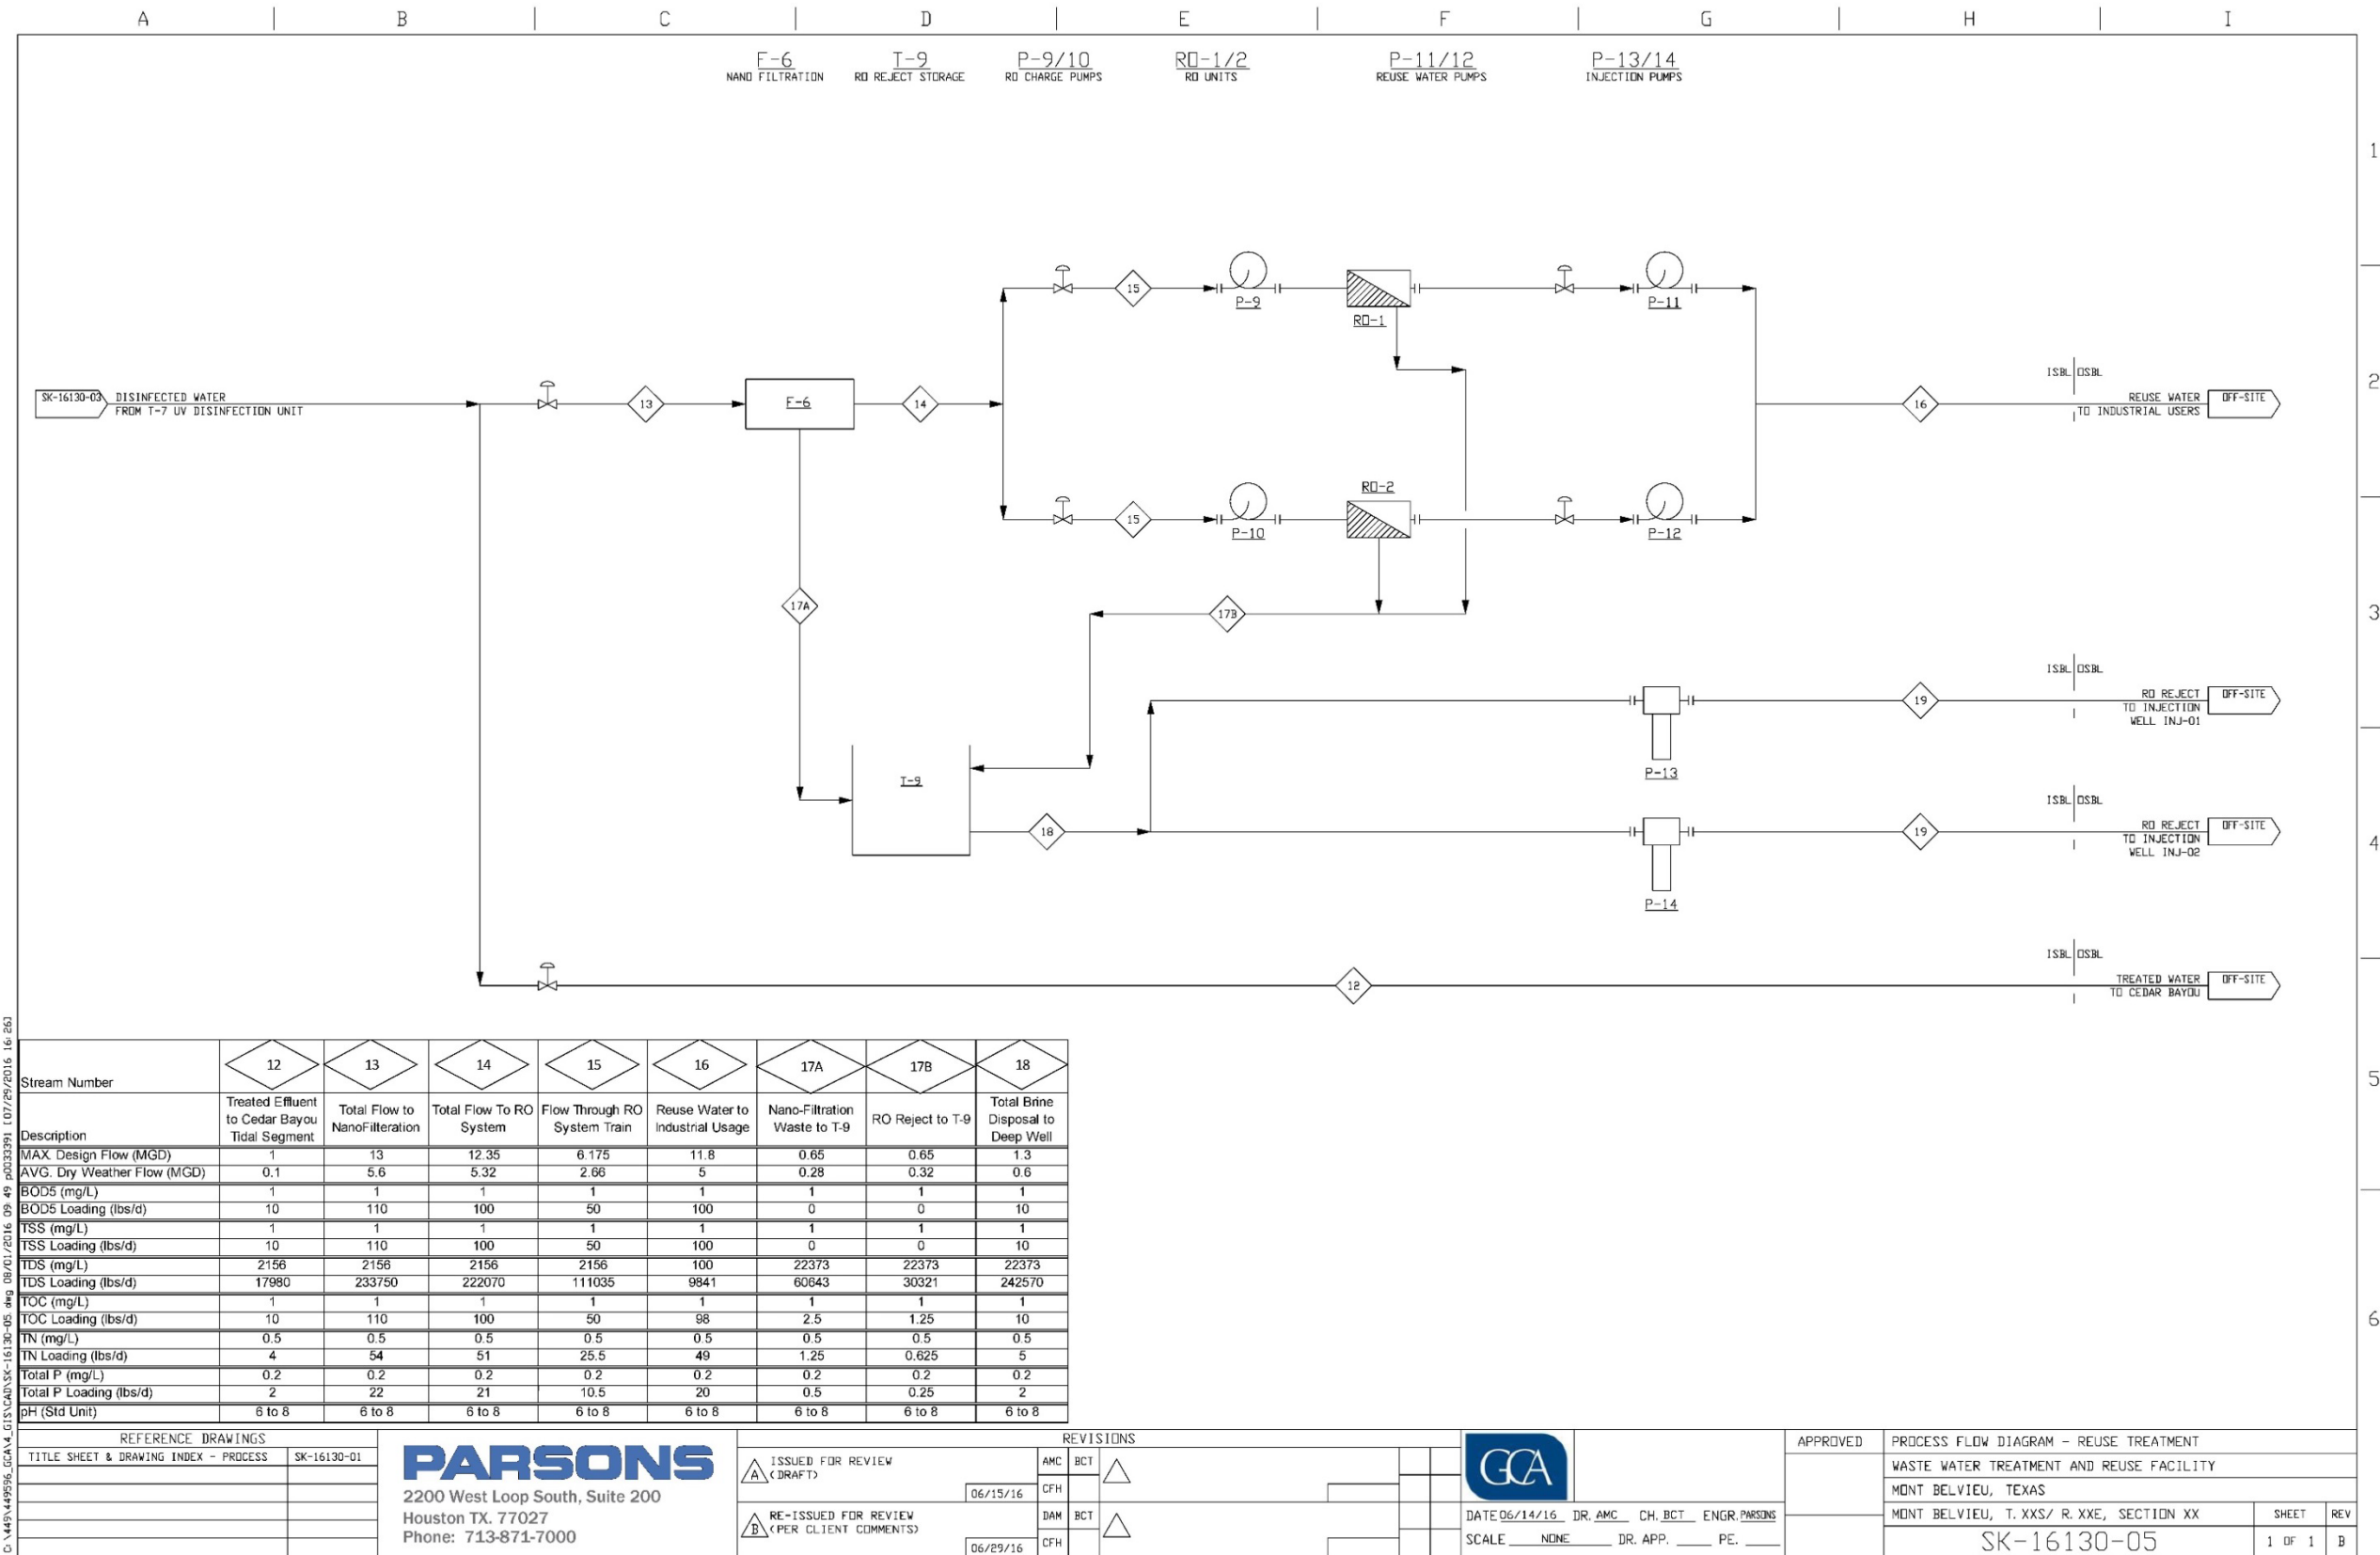 A B C D E F G H I
F-6 T-9 P-9/10 RO-1/2 P-11/12 P-13/14
NANO FILTRATION RO REJECT STORAGE RO CHARGE PUMPS RO UNITS REUSE WATER PUMPS INJECTION PUMPS
1
15 P-9 RO-1 P-11
2
SK-16130-03 DISINFECTED WATER
FROM T-7 UV DISINFECTION UNIT
13 F-6 14
16
ISBL OSBL
REUSE WATER OFF-SITE
TO INDUSTRIAL USERS
RO-2
15 P-10 P-12
17A 17B
3
ISBL OSBL
19
RO REJECT OFF-SITE
TO INJECTION
WELL INJ-01
P-13
T-9
18
ISBL OSBL
19
RO REJECT OFF-SITE
TO INJECTION
WELL INJ-02
4
P-14
ISBL OSBL
12
TREATED WATER OFF-SITE
TO CEDAR BAYOU
5
6
Stream Number 12 13 14 15 16 17A 17B 18
Description Treated Effluent to Cedar Bayou Tidal Segment Total Flow to NanoFilteration Total Flow To RO System Flow Through RO System Train Reuse Water to Industrial Usage Nano-Filtration Waste to T-9 RO Reject to T-9 Total Brine Disposal to Deep Well
MAX. Design Flow (MGD) 1 13 12.35 6.175 11.8 0.65 0.65 1.3
AVG. Dry Weather Flow (MGD) 0.1 5.6 5.32 2.66 5 0.28 0.32 0.6
BOD5 (mg/L) 1 1 1 1 1 1 1 1
BOD5 Loading (lbs/d) 10 110 100 50 100 0 0 10
TSS (mg/L) 1 1 1 1 1 1 1 1
TSS Loading (lbs/d) 10 110 100 50 100 0 0 10
TDS (mg/L) 2156 2156 2156 2156 100 22373 22373 22373
TDS Loading (lbs/d) 17980 233750 222070 111035 9841 60643 30321 242570
TOC (mg/L) 1 1 1 1 1 1 1 1
TOC Loading (lbs/d) 10 110 100 50 98 2.5 1.25 10
TN (mg/L) 0.5 0.5 0.5 0.5 0.5 0.5 0.5 0.5
TN Loading (lbs/d) 4 54 51 25.5 49 1.25 0.625 5
Total P (mg/L) 0.2 0.2 0.2 0.2 0.2 0.2 0.2 0.2
Total P Loading (lbs/d) 2 22 21 10.5 20 0.5 0.25 2
pH (Std Unit) 6 to 8 6 to 8 6 to 8 6 to 8 6 to 8 6 to 8 6 to 8 6 to 8
REFERENCE DRAWINGS
TITLE SHEET & DRAWING INDEX - PROCESS SK-16130-01
PARSONS
2200 West Loop South, Suite 200
Houston TX. 77027
Phone: 713-871-7000
REVISIONS
A ISSUED FOR REVIEW
(DRAFT)
06/15/16
AMC BCT
CFH
B RE-ISSUED FOR REVIEW
(PER CLIENT COMMENTS)
06/29/16
DAM BCT
CFH
GCA
DATE 06/14/16 DR. AMC CH. BCT ENGR. PARSONS
SCALE NONE DR. APP. PE.
APPROVED
PROCESS FLOW DIAGRAM - REUSE TREATMENT
WASTE WATER TREATMENT AND REUSE FACILITY
MONT BELVIEU, TEXAS
MONT BELVIEU, T. XXS/ R. XXE, SECTION XX
SK-16130-05
SHEET REV
1 OF 1 B